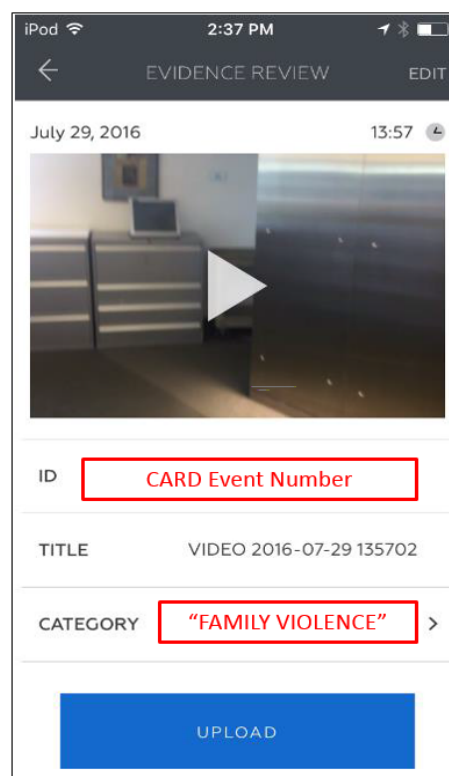 iPod 2:37 PM
EVIDENCE REVIEW EDIT
July 29, 2016 13:57
ID CARD Event Number
TITLE VIDEO 2016-07-29 135702
CATEGORY “FAMILY VIOLENCE” >
UPLOAD